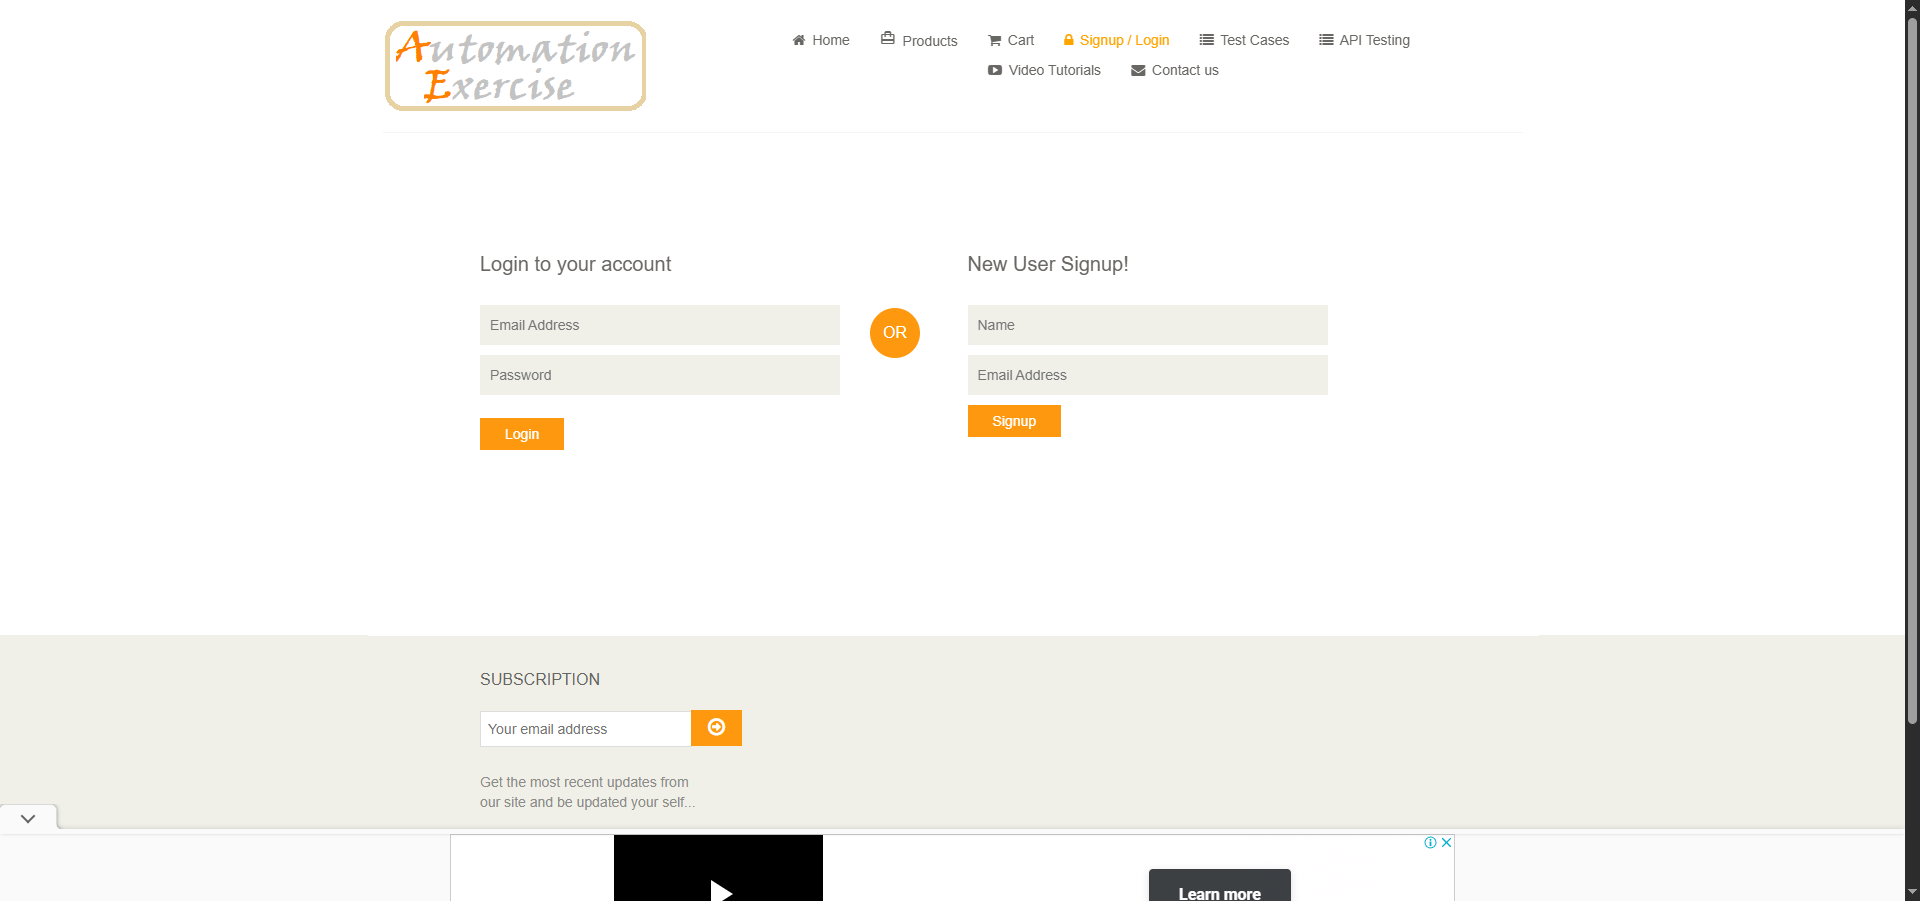 Automation
Exercise
Home
Products
Cart
Signup / Login
Test Cases
API Testing
Video Tutorials
Contact us
Login to your account
Email Address
Password
Login
OR
New User Signup!
Name
Email Address
Signup
SUBSCRIPTION
Your email address
Get the most recent updates from
our site and be updated your self...
Learn more